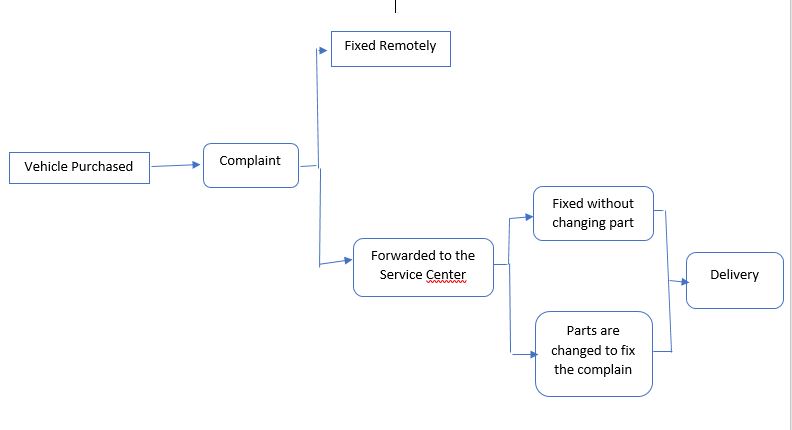 Fixed Remotely
Vehicle Purchased
Complaint
Forwarded to the
Service Center
Fixed without
changing part
Parts are
changed to fix
the complain
Delivery